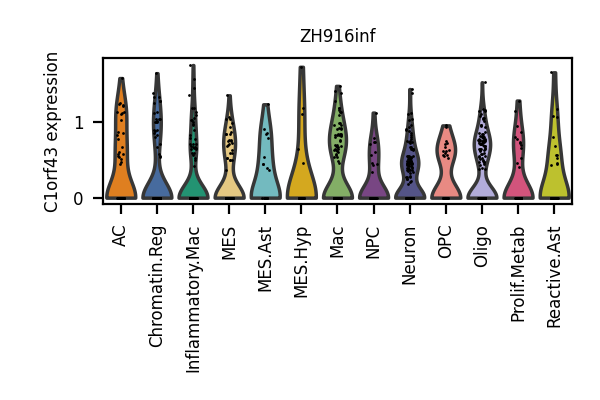 ZH916inf
C1orf43 expression
1
0
AC
Chromatin.Reg
Inflammatory.Mac
MES
MES.Ast
MES.Hyp
Mac
NPC
Neuron
OPC
Oligo
Prolif.Metab
Reactive.Ast